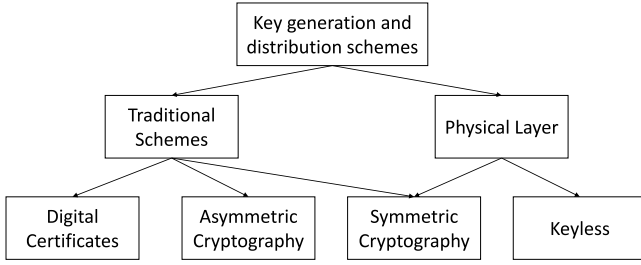 Key generation and
distribution schemes
Traditional
Schemes
Physical Layer
Digital
Certificates
Asymmetric
Cryptography
Symmetric
Cryptography
Keyless